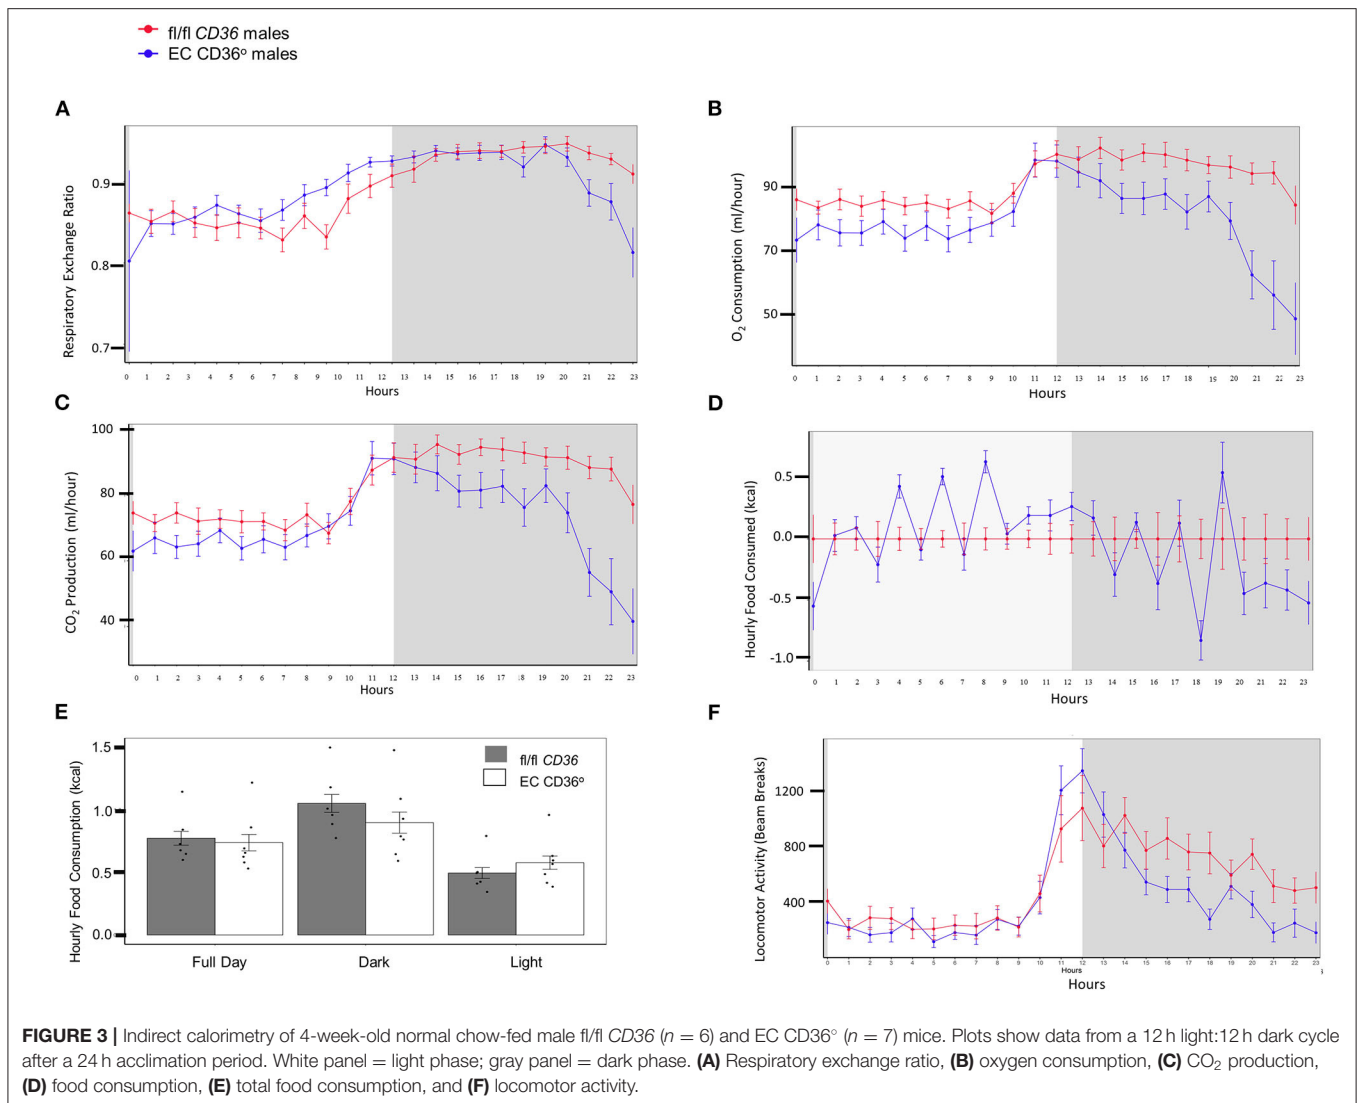 fl/fl CD36 males
EC CD36° males
A
Respiratory Exchange Ratio
0.9
0.8
0.7
0 1 2 3 4 5 6 7 8 9 10 11 12 13 14 15 16 17 18 19 20 21 22 23
Hours
B
O₂ Consumption (ml/hour)
90
70
50
0 1 2 3 4 5 6 7 8 9 10 11 12 13 14 15 16 17 18 19 20 21 22 23
Hours
C
CO₂ Production (ml/hour)
100
80
60
40
0 1 2 3 4 5 6 7 8 9 10 11 12 13 14 15 16 17 18 19 20 21 22 23
Hours
D
Hourly Food Consumed (kcal)
0.5
0.0
-0.5
-1.0
0 1 2 3 4 5 6 7 8 9 10 11 12 13 14 15 16 17 18 19 20 21 22 23
Hours
E
Hourly Food Consumption (kcal)
1.5
1.0
0.5
0.0
fl/fl CD36
EC CD36°
Full Day Dark Light
F
Locomotor Activity (Beam Breaks)
1200
800
400
0 1 2 3 4 5 6 7 8 9 10 11 12 13 14 15 16 17 18 19 20 21 22 23
Hours
Hours
FIGURE 3 | Indirect calorimetry of 4-week-old normal chow-fed male fl/fl CD36 (n = 6) and EC CD36° (n = 7) mice. Plots show data from a 12 h light:12 h dark cycle
after a 24 h acclimation period. White panel = light phase; gray panel = dark phase. (A) Respiratory exchange ratio, (B) oxygen consumption, (C) CO₂ production,
(D) food consumption, (E) total food consumption, and (F) locomotor activity.